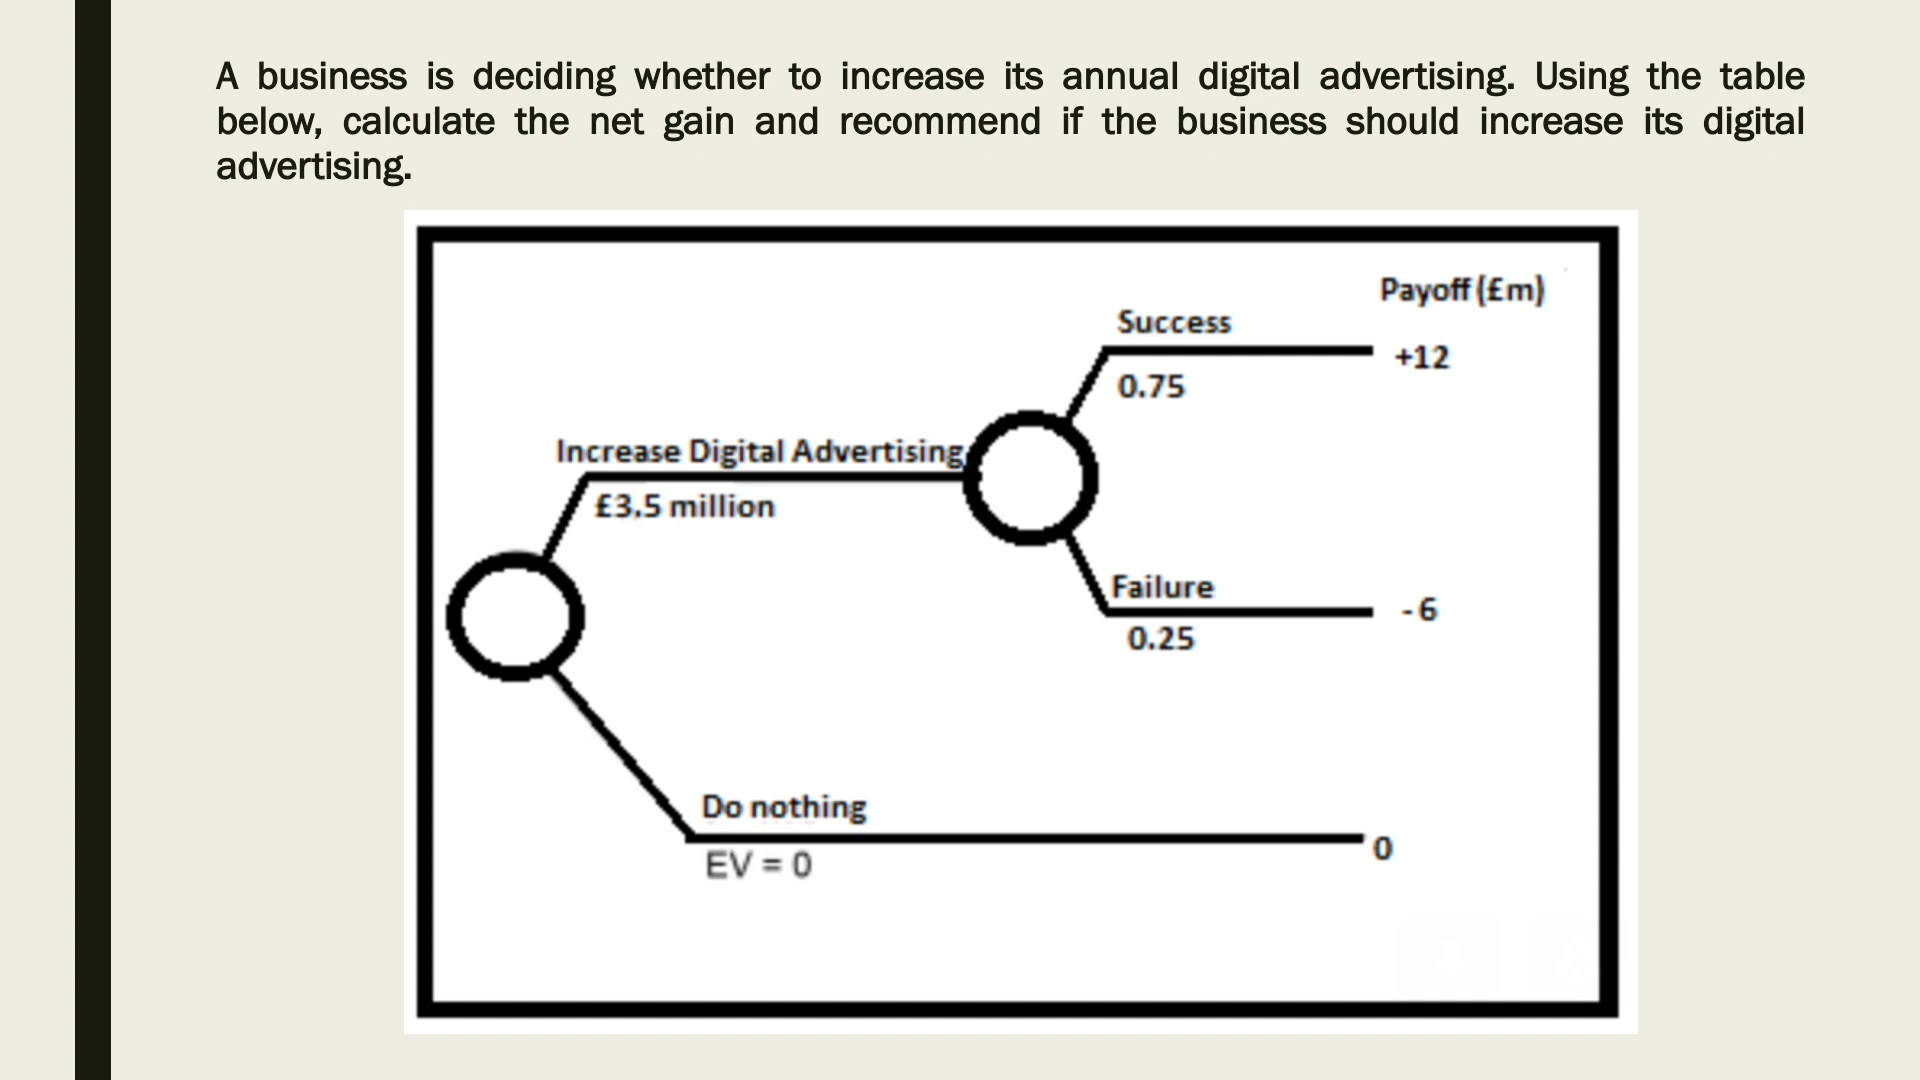 A business is deciding whether to increase its annual digital advertising. Using the table
below, calculate the net gain and recommend if the business should increase its digital
advertising.
Payoff (£m)
Success
+12
0.75
Increase Digital Advertising
£3.5 million
Failure
- 6
0.25
Do nothing
0
EV = 0